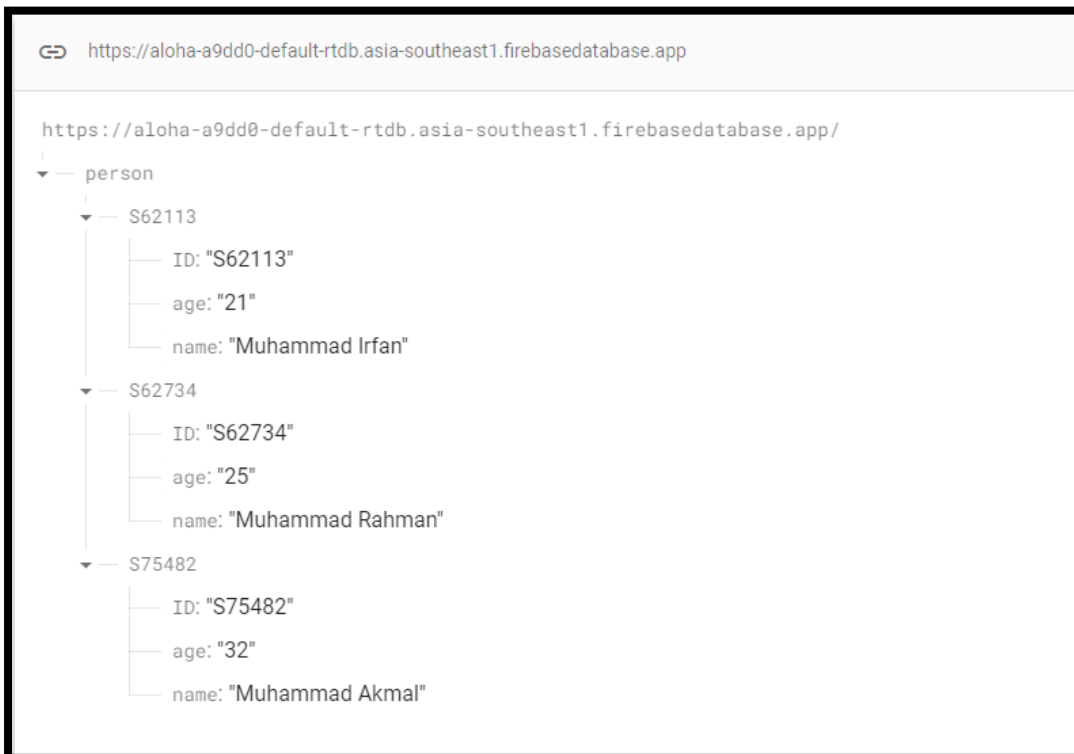 https://aloha-a9dd0-default-rtdb.asia-southeast1.firebasedatabase.app
https://aloha-a9dd0-default-rtdb.asia-southeast1.firebasedatabase.app/
person
S62113
ID: "S62113"
age: "21"
name: "Muhammad Irfan"
S62734
ID: "S62734"
age: "25"
name: "Muhammad Rahman"
S75482
ID: "S75482"
age: "32"
name: "Muhammad Akmal"